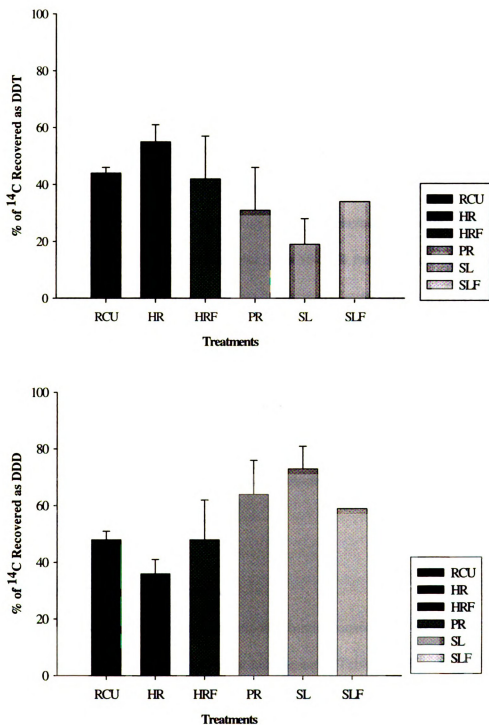 100
80
60
40
20
0
% of 14C Recovered as DDT
RCU HR HRF PR SL SLF
Treatments
RCU
HR
HRF
PR
SL
SLF
100
80
60
40
20
0
% of 14C Recovered as DDD
RCU HR HRF PR SL SLF
Treatments
RCU
HR
HRF
PR
SL
SLF